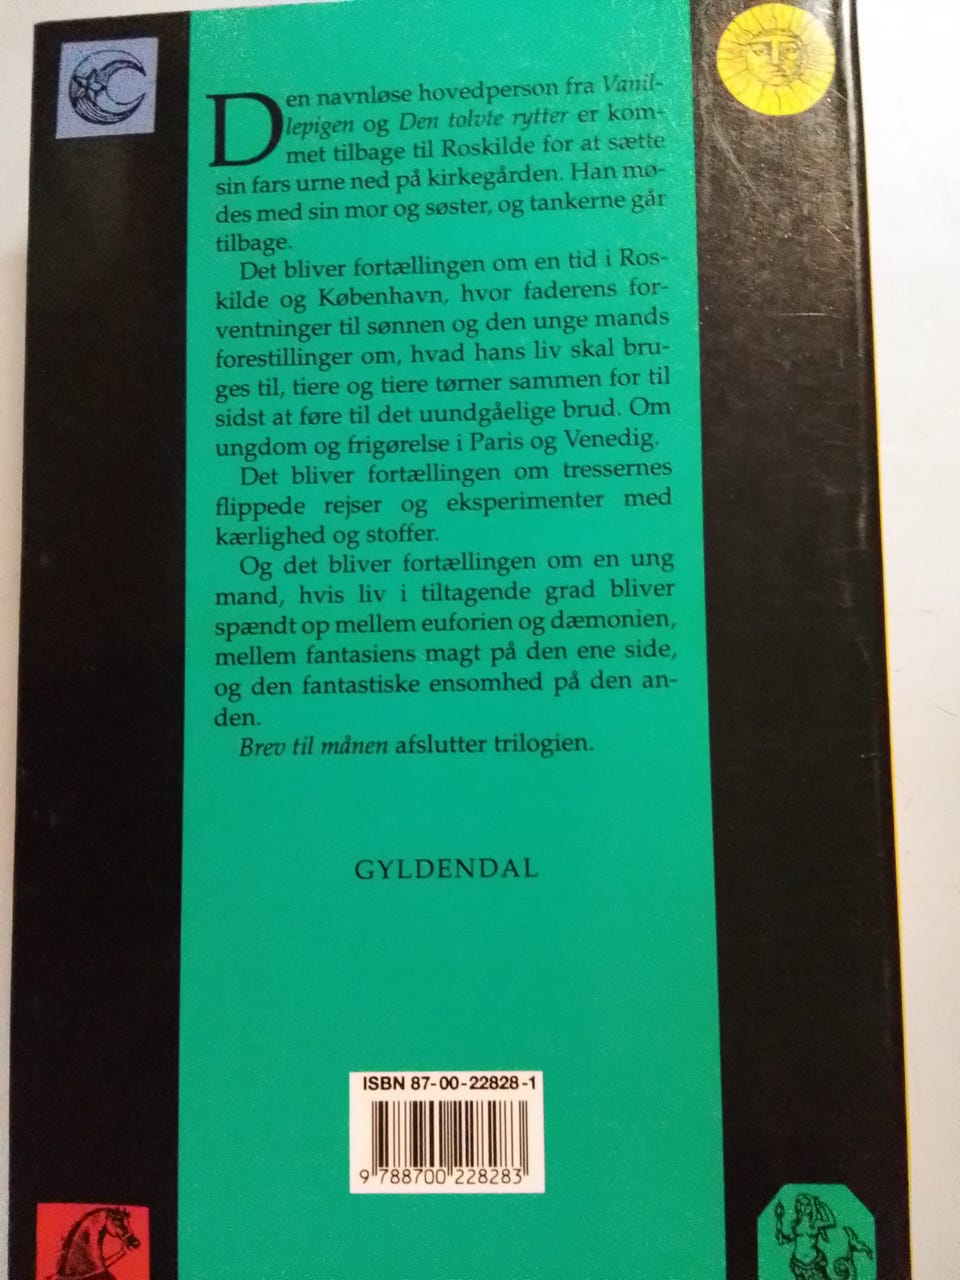 Den navnløse hovedperson fra Vanil-
lepigen og Den tolvte rytter er kom-
met tilbage til Roskilde for at sætte
sin fars urne ned på kirkegården. Han mø-
des med sin mor og søster, og tankerne går
tilbage.
Det bliver fortællingen om en tid i Ros-
kilde og København, hvor faderens for-
ventninger til sønnen og den unge mands
forestillinger om, hvad hans liv skal bru-
ges til, tiere og tiere tørner sammen for til
sidst at føre til det uundgåelige brud. Om
ungdom og frigørelse i Paris og Venedig.
Det bliver fortællingen om tressernes
flippede rejser og eksperimenter med
kærlighed og stoffer.
Og det bliver fortællingen om en ung
mand, hvis liv i tiltagende grad bliver
spændt op mellem euforien og dæmonien,
mellem fantasiens magt på den ene side,
og den fantastiske ensomhed på den an-
den.
Brev til månen afslutter trilogien.
GYLDENDAL
ISBN 87-00-22828-1
9 788700 228283